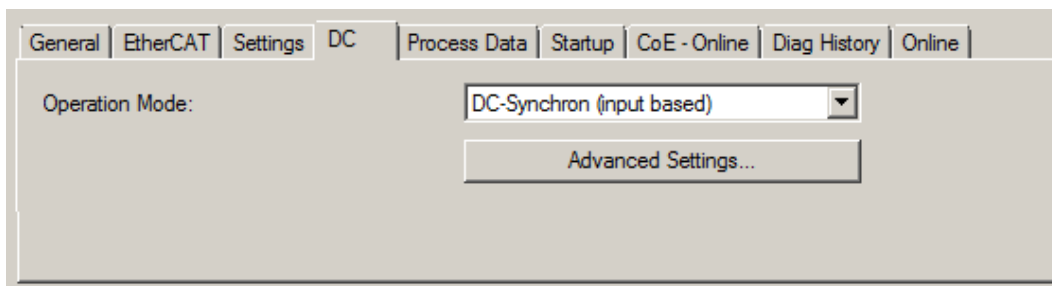 General EtherCAT Settings DC Process Data Startup CoE - Online Diag History Online
Operation Mode: DC-Synchron (input based)
Advanced Settings...